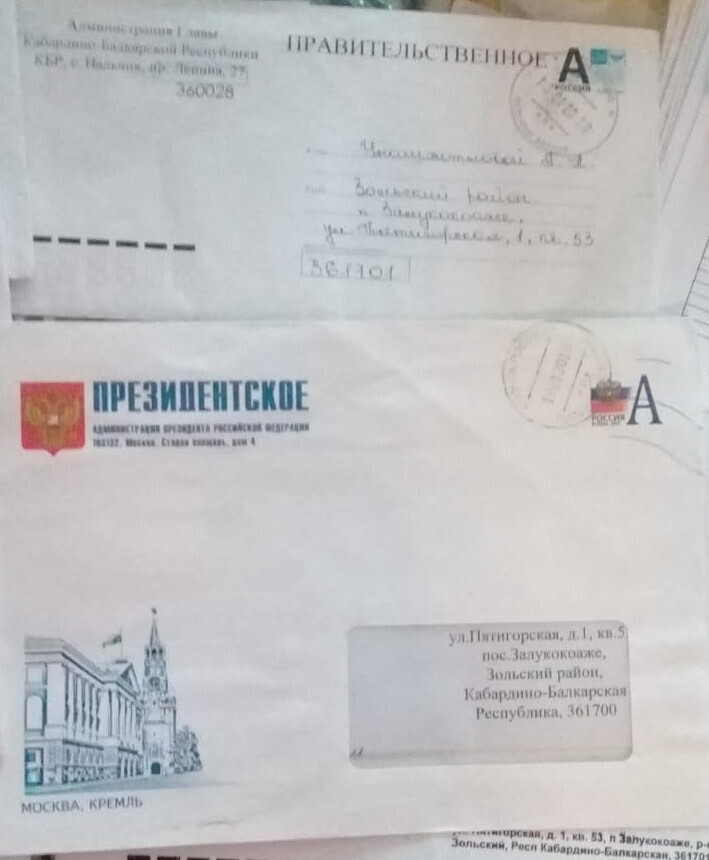 Администрация Главы
Кабардино-Балкарской Республики
КБР, г. Нальчик, пр. Ленина, 27
360028
ПРАВИТЕЛЬСТВЕННОЕ
А
РОССИЯ
Зольский район
п. Залукокоаже,
ул. Пятигорская, 1, кв. 53
361701
ПРЕЗИДЕНТСКОЕ
АДМИНИСТРАЦИЯ ПРЕЗИДЕНТА РОССИЙСКОЙ ФЕДЕРАЦИИ
103132, Москва, Старая площадь, дом 4
РОССИЯ
А
ул.Пятигорская, д.1, кв.5
пос.Залукокоаже,
Зольский район,
Кабардино-Балкарская
Республика, 361700
МОСКВА, КРЕМЛЬ
ул. Пятигорская, д. 1, кв. 53, п Залукокоаже, р-
Зольский, Респ Кабардино-Балкарская, 361701